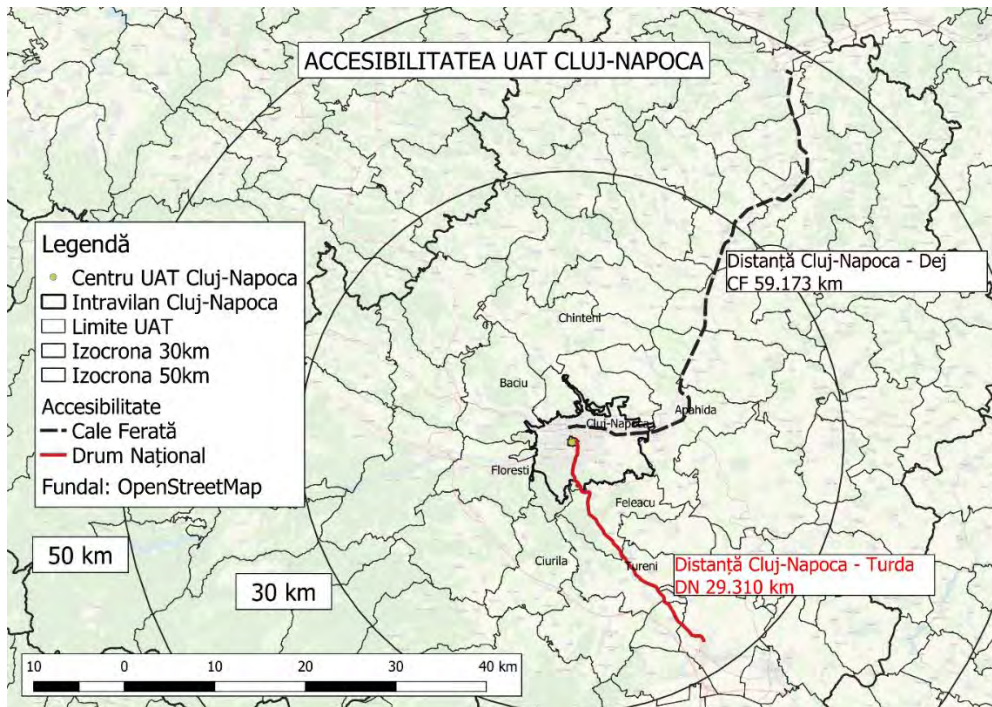 ACCESIBILITATEA UAT CLUJ-NAPOCA
Legendă
Centru UAT Cluj-Napoca
Intravilan Cluj-Napoca
Limite UAT
Izocrona 30km
Izocrona 50km
Accesibilitate
Cale Ferată
Drum Național
Fundal: OpenStreetMap
Distanță Cluj-Napoca - Dej
CF 59.173 km
Chinteni
Baciu
Apahida
Cluj-Napoca
Floresti
Feleacu
Ciurila
Tureni
Distanță Cluj-Napoca - Turda
DN 29.310 km
50 km
30 km
10 0 10 20 30 40 km